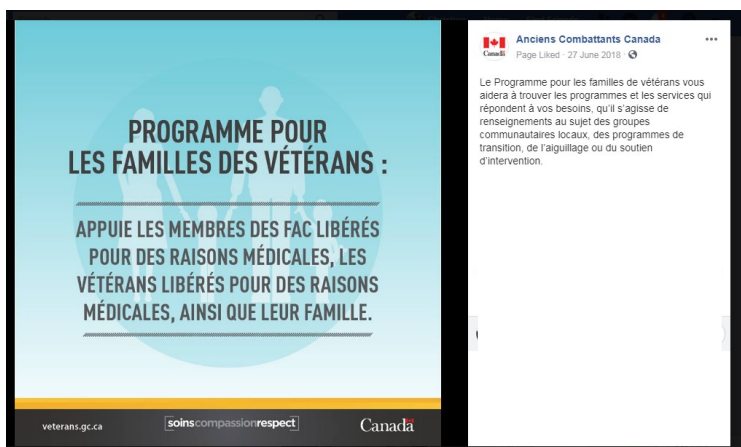 PROGRAMME POUR
LES FAMILLES DES VÉTÉRANS :
APPUIE LES MEMBRES DES FAC LIBÉRÉS
POUR DES RAISONS MÉDICALES, LES
VÉTÉRANS LIBÉRÉS POUR DES RAISONS
MÉDICALES, AINSI QUE LEUR FAMILLE.
veterans.gc.ca
soinscompassionrespect
Canada
Canada
Anciens Combattants Canada
Page Liked · 27 June 2018 ·
Le Programme pour les familles de vétérans vous
aidera à trouver les programmes et les services qui
répondent à vos besoins, qu'il s'agisse de
renseignements au sujet des groupes
communautaires locaux, des programmes de
transition, de l'aiguillage ou du soutien
d'intervention.